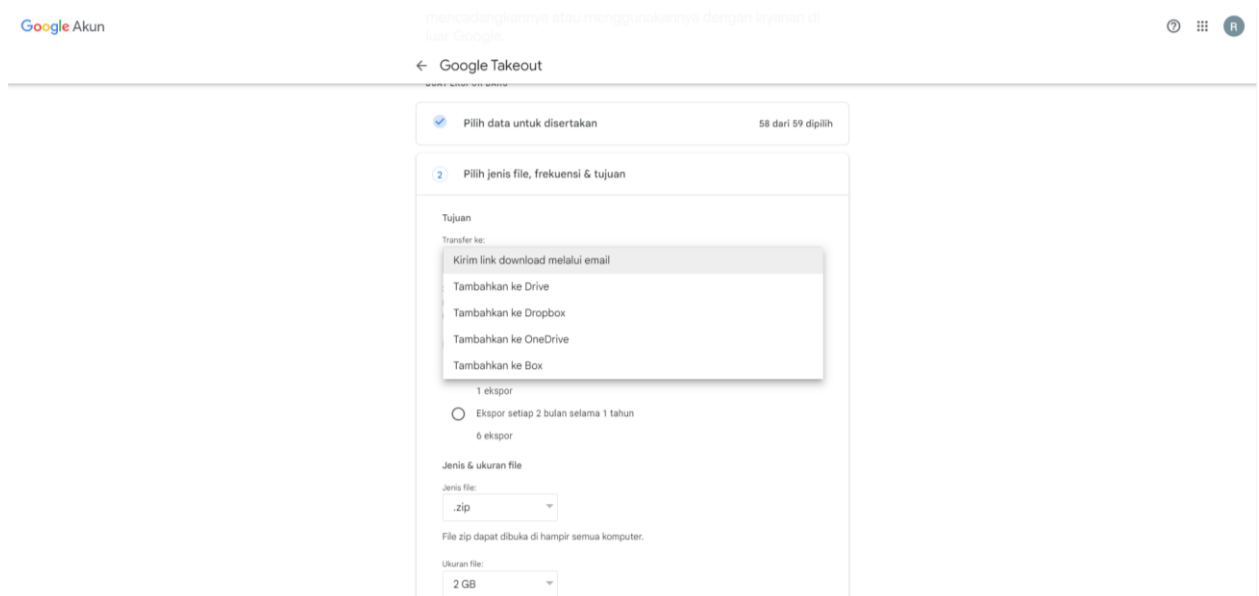 mencadangkannya atau menggunakannya dengan layanan di
luar Google.
Google Akun
R
Google Takeout
Pilih data untuk disertakan
58 dari 59 dipilih
2
Pilih jenis file, frekuensi & tujuan
Tujuan
Transfer ke:
Kirim link download melalui email
Tambahkan ke Drive
Tambahkan ke Dropbox
Tambahkan ke OneDrive
Tambahkan ke Box
1 ekspor
Ekspor setiap 2 bulan selama 1 tahun
6 ekspor
Jenis & ukuran file
Jenis file:
.zip
File zip dapat dibuka di hampir semua komputer.
Ukuran file:
2 GB